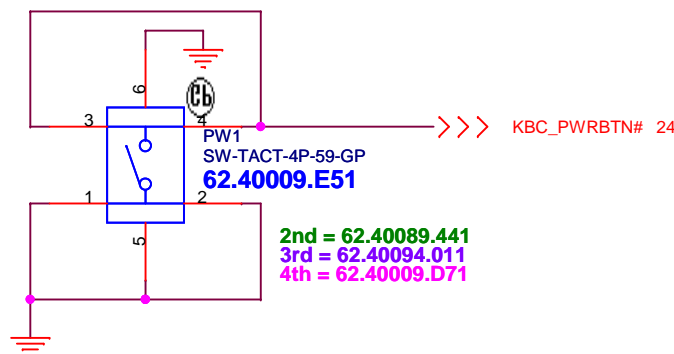 6
Cb
3
4
KBC_PWRBTN# 24
PW1
SW-TACT-4P-59-GP
62.40009.E51
1
2
5
2nd = 62.40089.441
3rd = 62.40094.011
4th = 62.40009.D71